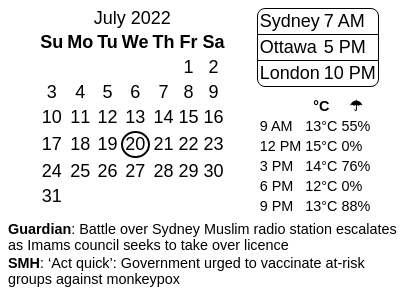 July 2022
Su Mo Tu We Th Fr Sa
1 2
3 4 5 6 7 8 9
10 11 12 13 14 15 16
17 18 19 20 21 22 23
24 25 26 27 28 29 30
31
Sydney 7 AM
Ottawa 5 PM
London 10 PM
°C ☂
9 AM 13°C 55%
12 PM 15°C 0%
3 PM 14°C 76%
6 PM 12°C 0%
9 PM 13°C 88%
Guardian: Battle over Sydney Muslim radio station escalates
as Imams council seeks to take over licence
SMH: ‘Act quick’: Government urged to vaccinate at-risk
groups against monkeypox